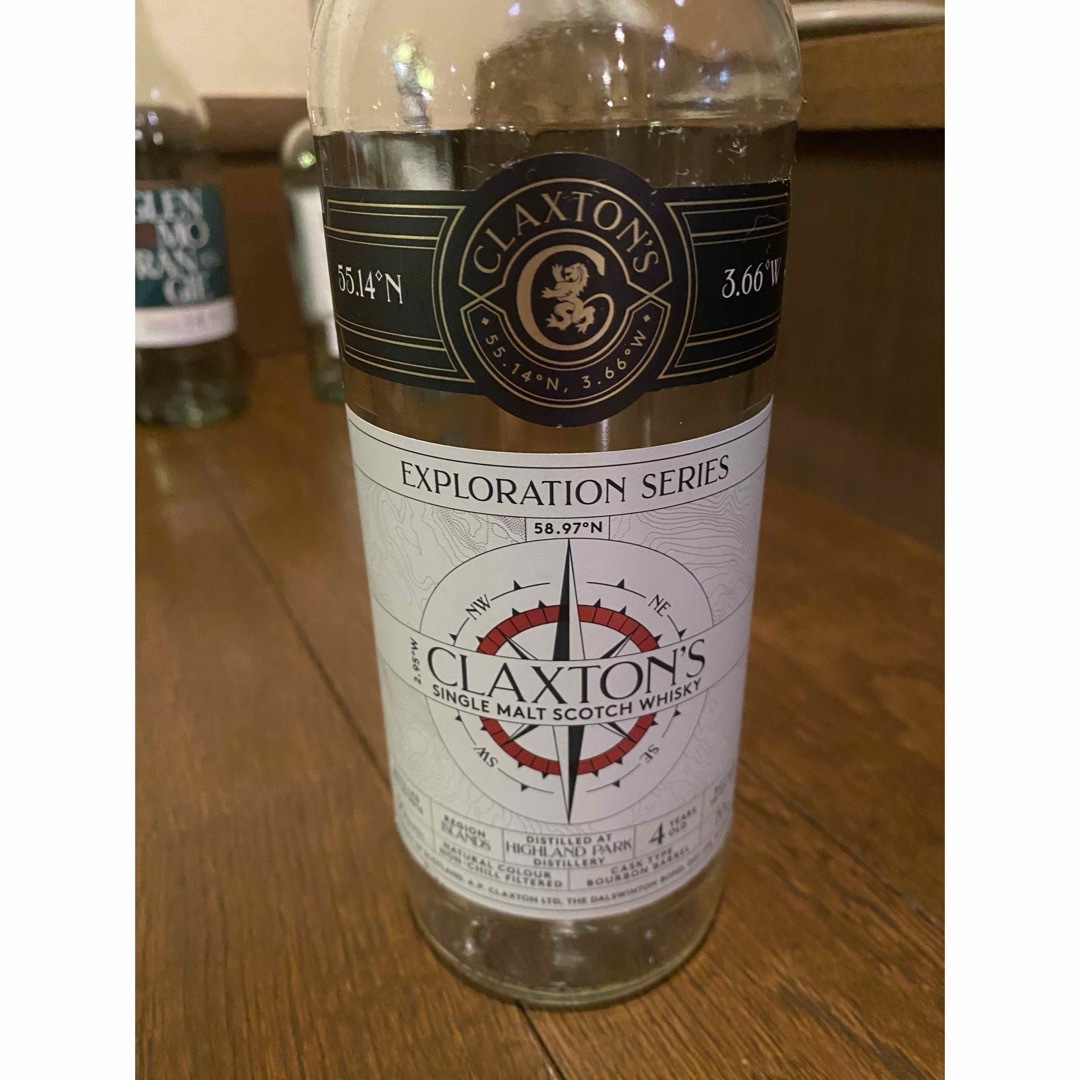 GLEN
MO
RAN
GIE
CLAXTON'S
C
55.14°N
3.66°W
55.14°N, 3.66°W
EXPLORATION SERIES
58.97°N
NW
NE
2.95°W
CLAXTON'S
SINGLE MALT SCOTCH WHISKY
SW
SE
REGION
ISLANDS
DISTILLED AT
HIGHLAND PARK
DISTILLERY
4 YEARS
OLD
NATURAL COLOUR
NON-CHILL FILTERED
CASK TYPE
BOURBON BARREL
A.P. CLAXTON LTD, THE DALSWINTON BOND,